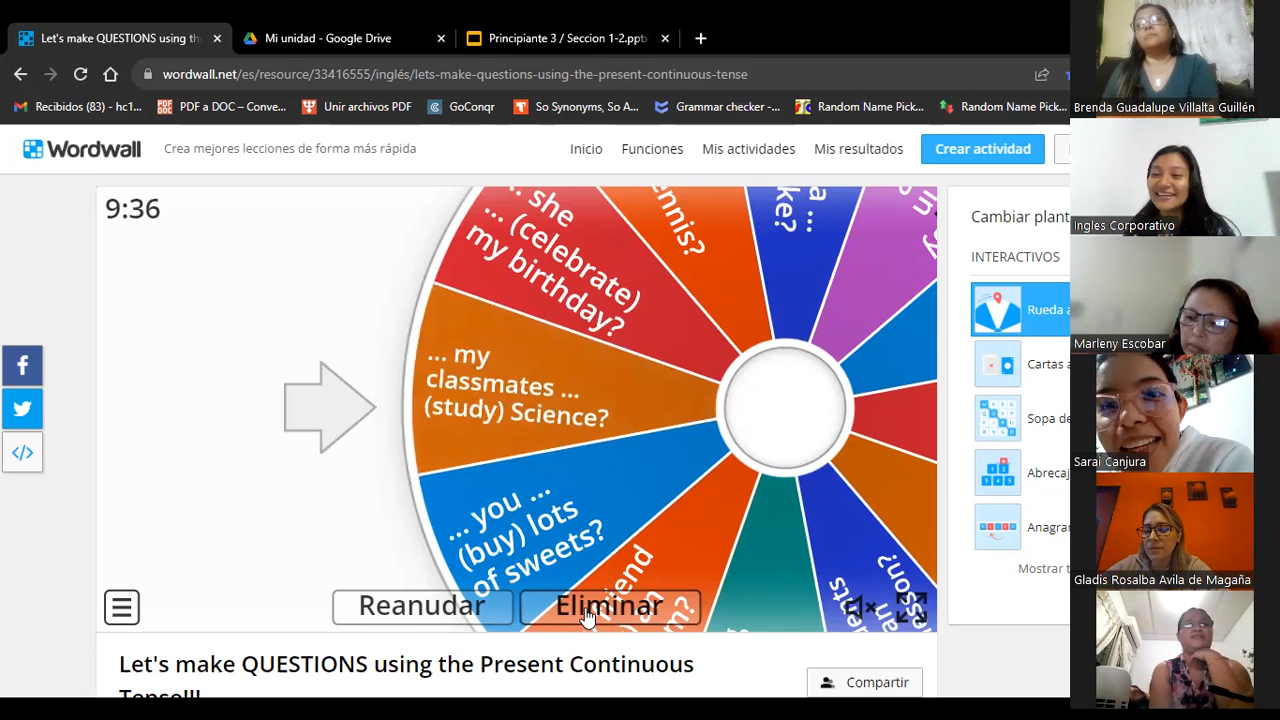 Let's make QUESTIONS using th
Mi unidad - Google Drive
Principiante 3 / Seccion 1-2.ppt
wordwall.net/es/resource/33416555/inglés/lets-make-questions-using-the-present-continuous-tense
Recibidos (83) - hc1...
PDF a DOC – Conve...
Unir archivos PDF
GoConqr
So Synonyms, So A...
Grammar checker -...
Random Name Pick...
Random Name Pick...
Wordwall
Crea mejores lecciones de forma más rápida
Inicio
Funciones
Mis actividades
Mis resultados
Crear actividad
9:36
... she
... (celebrate)
my birthday?
ennis?
a ...
ke?
... my
classmates ...
(study) Science?
... you ...
(buy) lots
of sweets?
riend
Reanudar
Eliminar
Cambiar plant
INTERACTIVOS
Rueda a
Cartas a
Sopa de
Abrecaj
Anagra
Mostrar t
Let's make QUESTIONS using the Present Continuous
Tense!!!
Compartir
Brenda Guadalupe Villalta Guillén
Ingles Corporativo
Marleny Escobar
Sarai Canjura
Gladis Rosalba Avila de Magaña